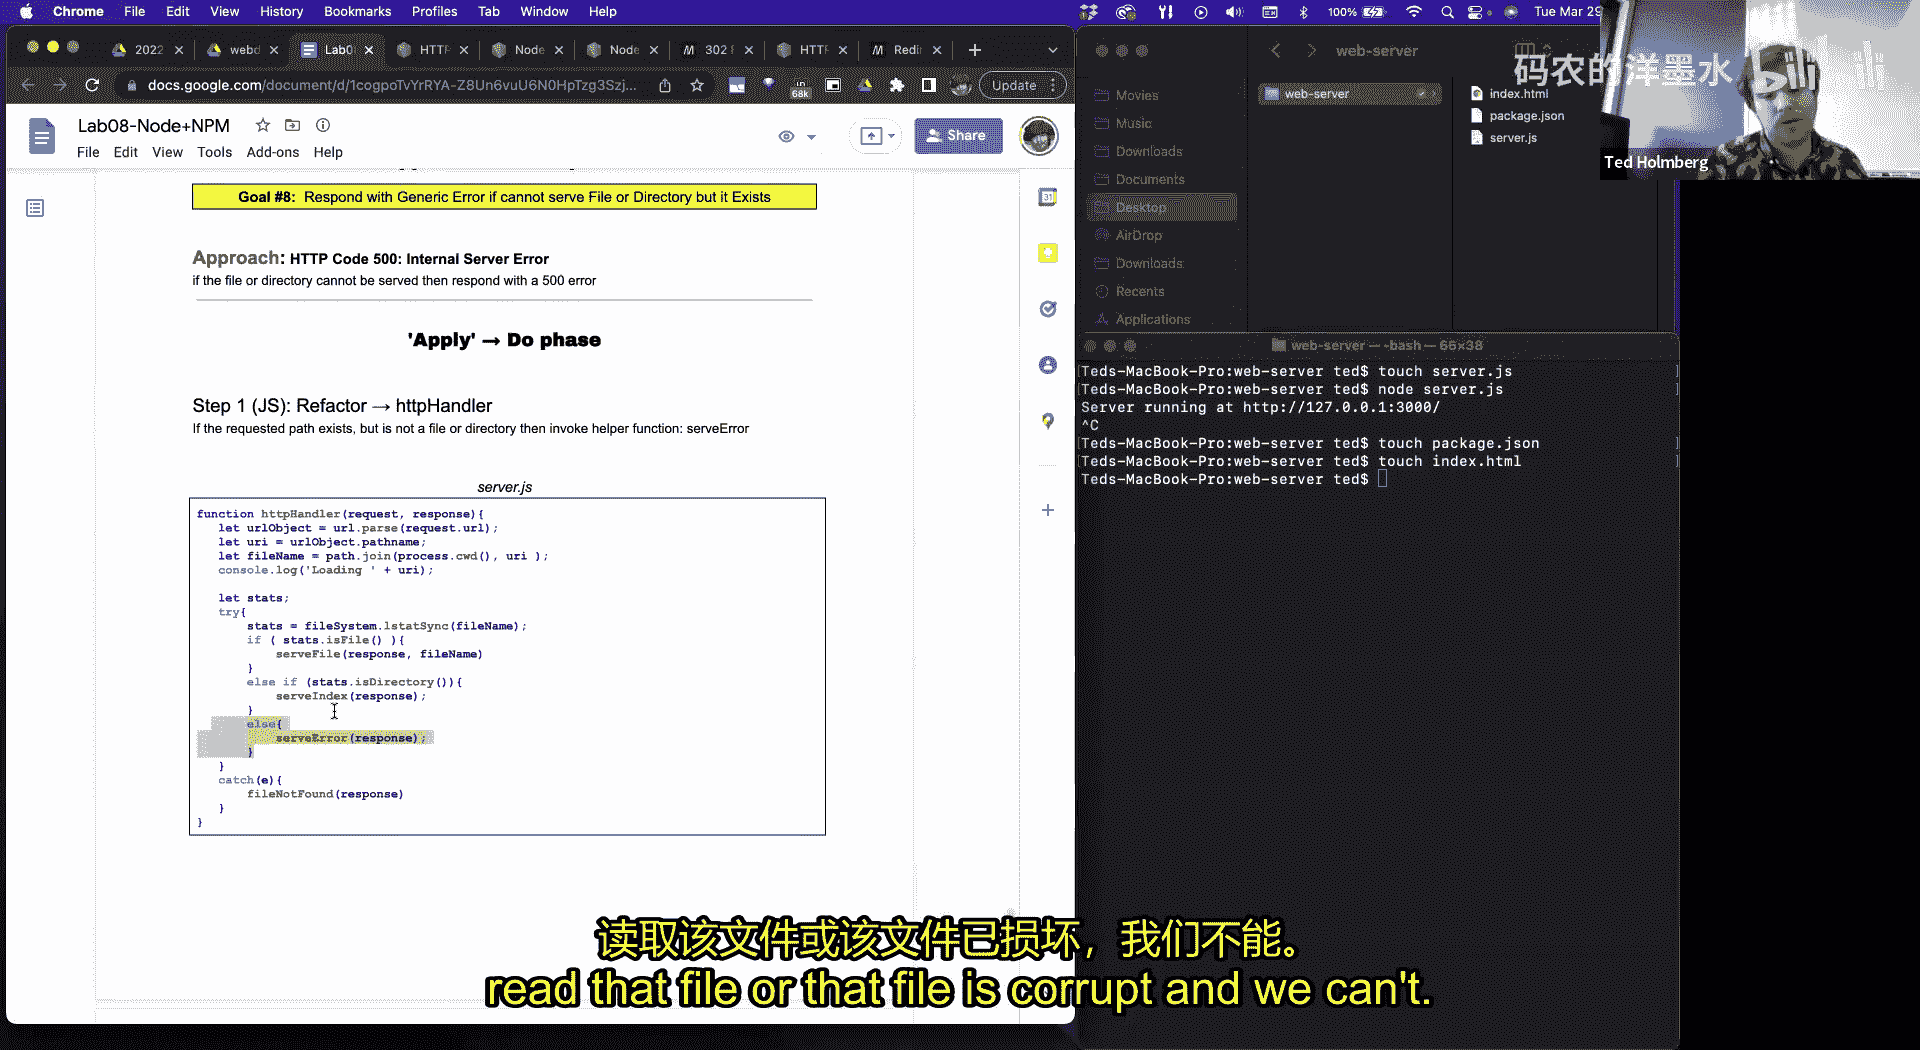 Chrome File Edit View History Bookmarks Profiles Tab Window Help
100% Tue Mar 29
2022 webd Lab0 HTTP Node Node 302 F HTTP Redir
docs.google.com/document/d/1cogpoTvYrRYA-Z8Un6vuU6N0HpTzg3Szj...
68k
Update
Lab08-Node+NPM
File Edit View Tools Add-ons Help
Share
31
Goal #8: Respond with Generic Error if cannot serve File or Directory but it Exists
Approach: HTTP Code 500: Internal Server Error
if the file or directory cannot be served then respond with a 500 error
'Apply' → Do phase
Step 1 (JS): Refactor → httpHandler
If the requested path exists, but is not a file or directory then invoke helper function: serveError
server.js
function httpHandler(request, response){
let urlObject = url.parse(request.url);
let uri = urlObject.pathname;
let fileName = path.join(process.cwd(), uri );
console.log('Loading ' + uri);
let stats;
try{
stats = fileSystem.lstatSync(fileName);
if ( stats.isFile() ){
serveFile(response, fileName)
}
else if (stats.isDirectory()){
serveIndex(response);
}
else{
serveError(response);
}
}
catch(e){
fileNotFound(response)
}
}
web-server
Movies
Music
Downloads
Documents
Desktop
AirDrop
Downloads
Recents
Applications
web-server
index.html
package.json
server.js
码农的洋墨水
bilibili
Ted Holmberg
web-server — -bash — 66×38
[Teds-MacBook-Pro:web-server ted$ touch server.js ]
[Teds-MacBook-Pro:web-server ted$ node server.js ]
Server running at http://127.0.0.1:3000/
^C
[Teds-MacBook-Pro:web-server ted$ touch package.json ]
[Teds-MacBook-Pro:web-server ted$ touch index.html ]
Teds-MacBook-Pro:web-server ted$
读取该文件或该文件已损坏，我们不能。
read that file or that file is corrupt and we can't.